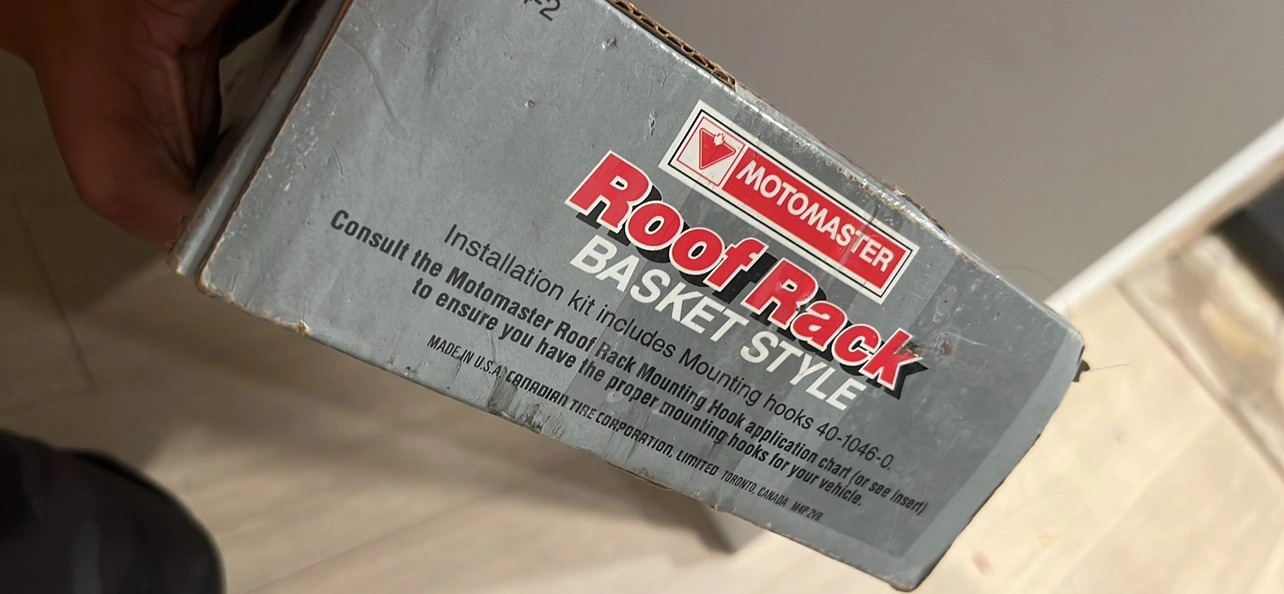 MOTOMASTER
Roof Rack
BASKET STYLE
Installation kit includes Mounting hooks 40-1046-0.
Consult the Motomaster Roof Rack Mounting Hook application chart (or see insert)
to ensure you have the proper mounting hooks for your vehicle.
MADE IN U.S.A. CANADIAN TIRE CORPORATION, LIMITED TORONTO, CANADA M4P 2V8